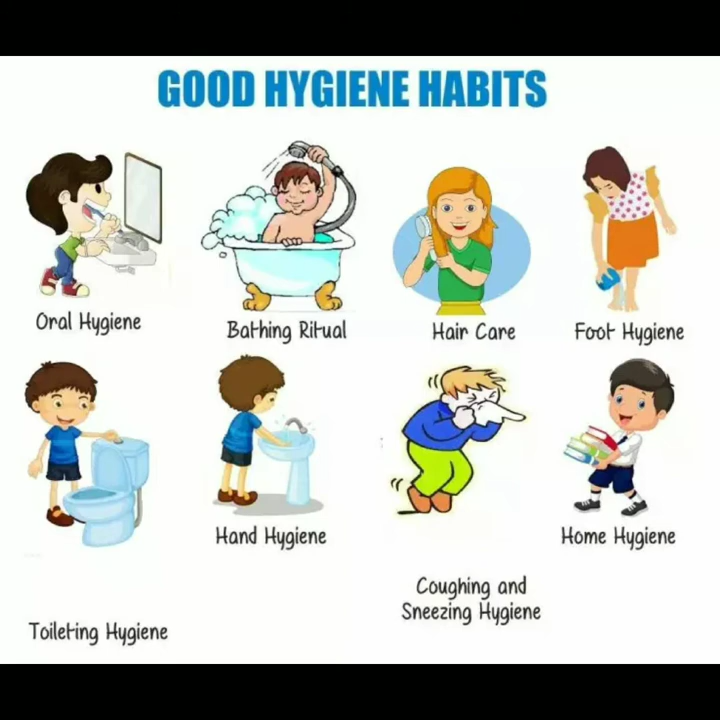 GOOD HYGIENE HABITS
Oral Hygiene
Bathing Ritual
Hair Care
Foot Hygiene
Hand Hygiene
Home Hygiene
Coughing and
Sneezing Hygiene
Toileting Hygiene